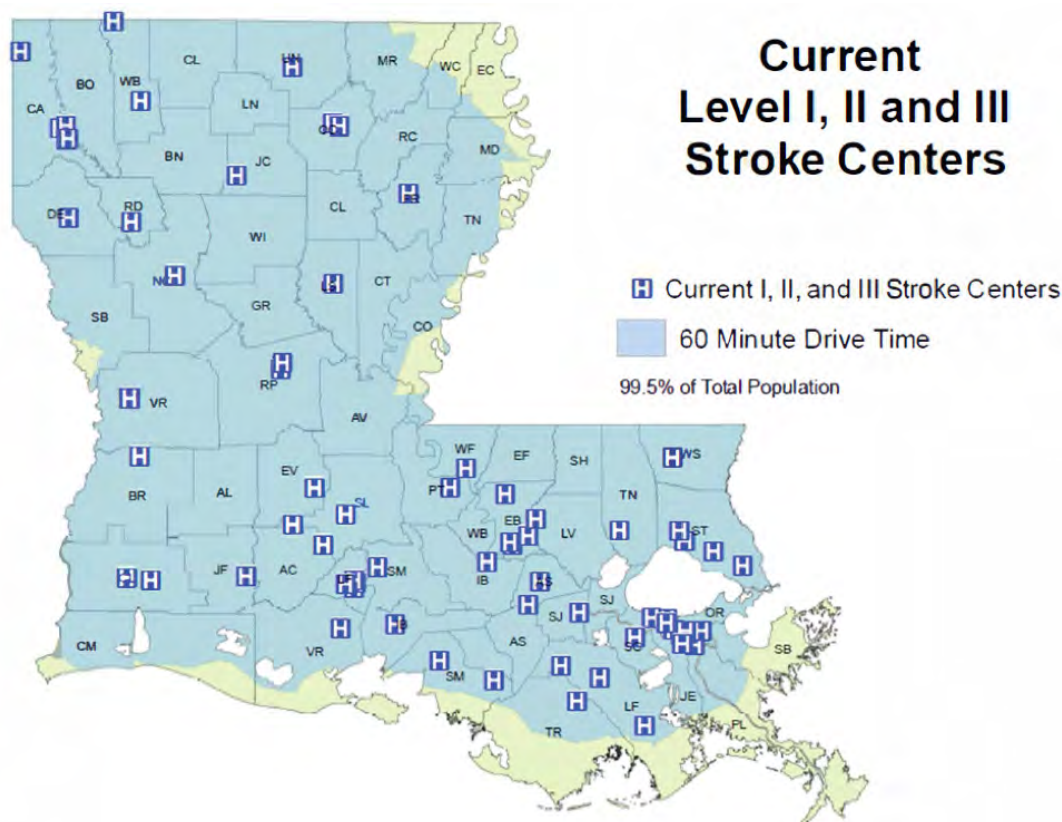 Current
Level I, II and III
Stroke Centers
H Current I, II, and III Stroke Centers
60 Minute Drive Time
99.5% of Total Population
CL
MR
WC
EC
BO
WB
CA
LN
RC
MD
BN
JC
RD
CL
TN
WI
CT
SB
GR
CO
RP
VR
AV
WF
EF
SH
WS
EV
PT
TN
BR
AL
SL
EB
ST
WB
LV
JF
AC
SM
IB
SJ
SJ
OR
CM
VR
AS
SB
SM
LF
JE
TR
PL